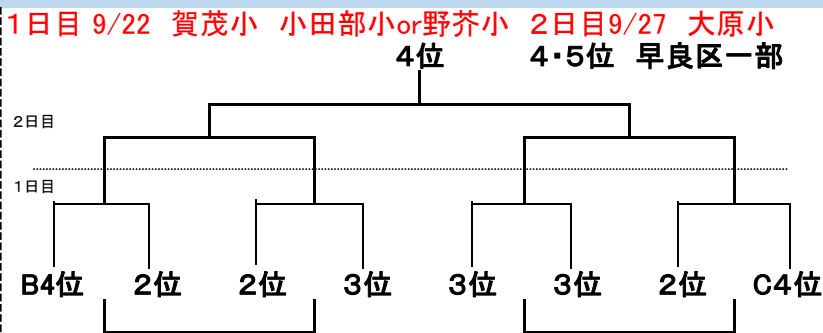 1日目 9/22 賀茂小 小田部小or野芥小 2日目9/27 大原小
4位 4・5位 早良区一部
2日目
1日目
B4位 2位 2位 3位 3位 3位 2位 C4位